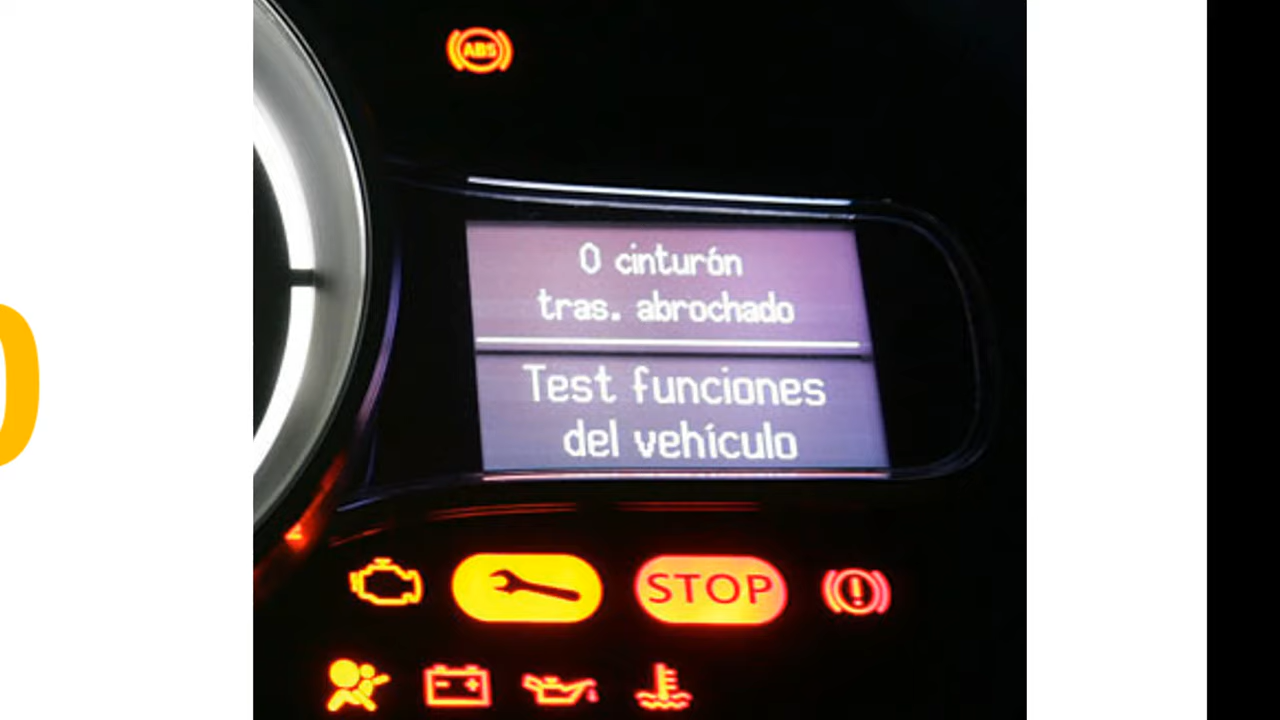 ABS
0 cinturón
tras. abrochado
Test funciones
del vehículo
STOP